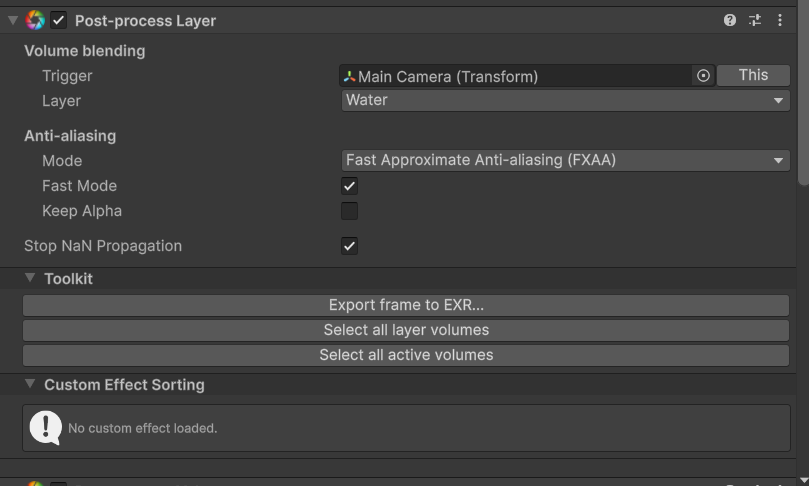 Post-process Layer
Volume blending
Trigger Main Camera (Transform) This
Layer Water
Anti-aliasing
Mode Fast Approximate Anti-aliasing (FXAA)
Fast Mode
Keep Alpha
Stop NaN Propagation
Toolkit
Export frame to EXR...
Select all layer volumes
Select all active volumes
Custom Effect Sorting
No custom effect loaded.